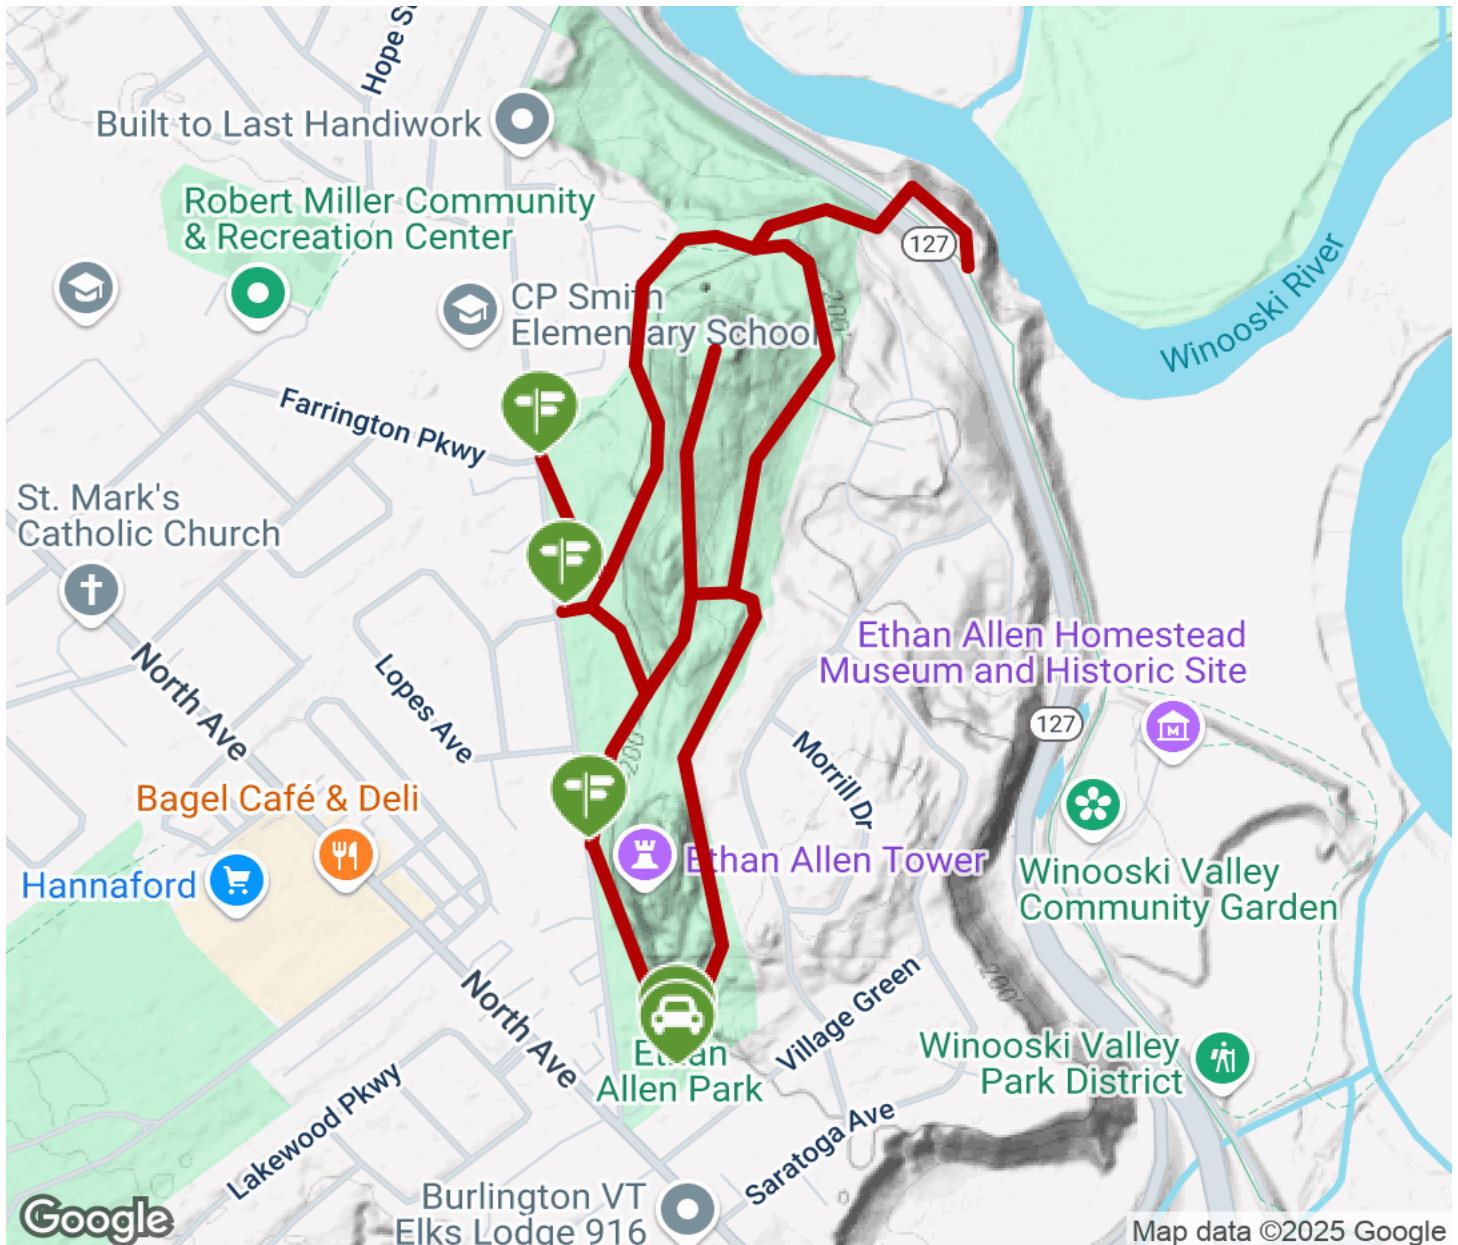 Hope S
Built to Last Handiwork
Robert Miller Community
& Recreation Center
127
CP Smith
Elementary School
200'
Winooski River
Farrington Pkwy
St. Mark's
Catholic Church
North Ave
Lopes Ave
Ethan Allen Homestead
Museum and Historic Site
127
200'
Morrill Dr
Bagel Café & Deli
Hannaford
Ethan Allen Tower
Winooski Valley
Community Garden
North Ave
Village Green
200'
Ethan
Allen Park
Winooski Valley
Park District
Lakewood Pkwy
Saratoga Ave
Burlington VT
Elks Lodge 916
Google
Map data ©2025 Google